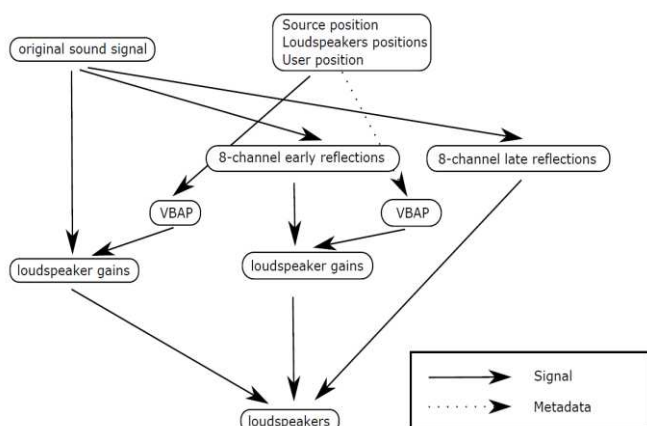 Source position
Loudspeakers positions
User position
original sound signal
8-channel early reflections
8-channel late reflections
VBAP
VBAP
loudspeaker gains
loudspeaker gains
Signal
Metadata
loudspeakers